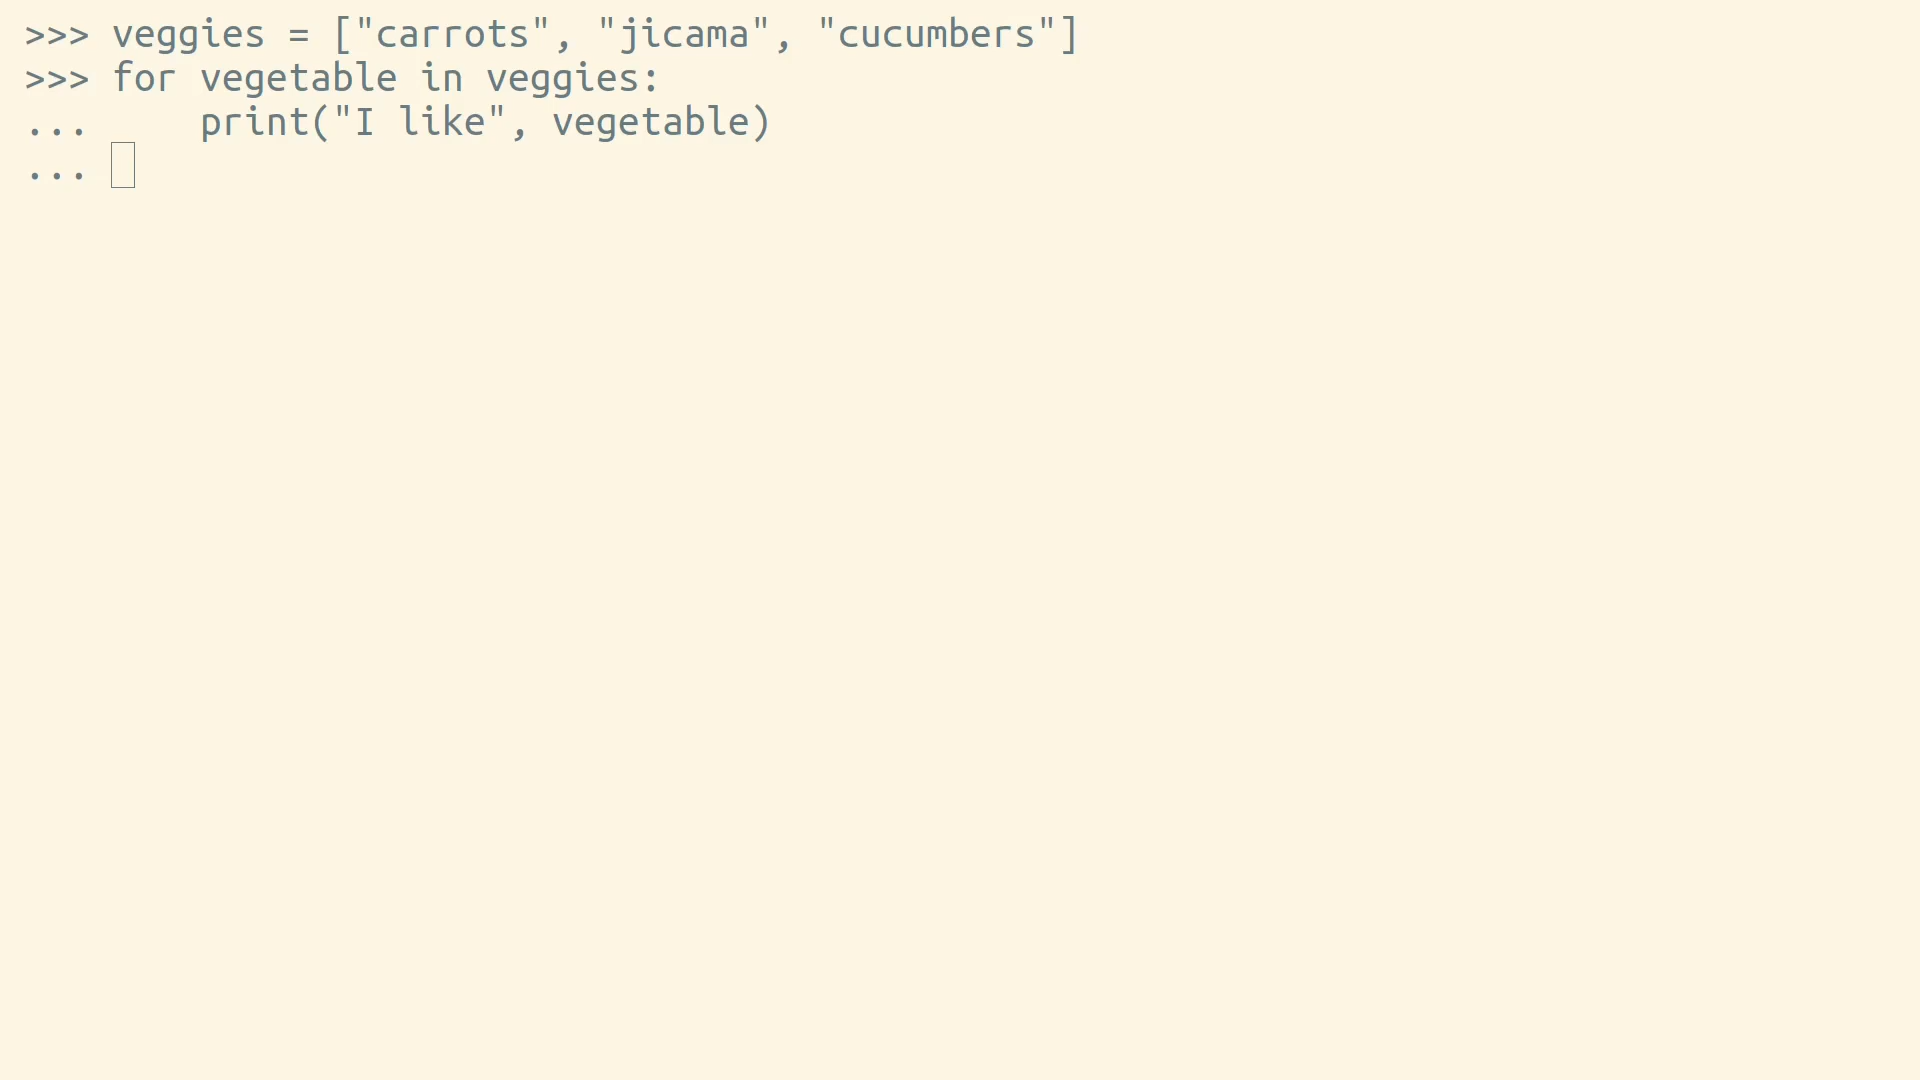 >>> veggies = ["carrots", "jicama", "cucumbers"]
>>> for vegetable in veggies:
...     print("I like", vegetable)
...